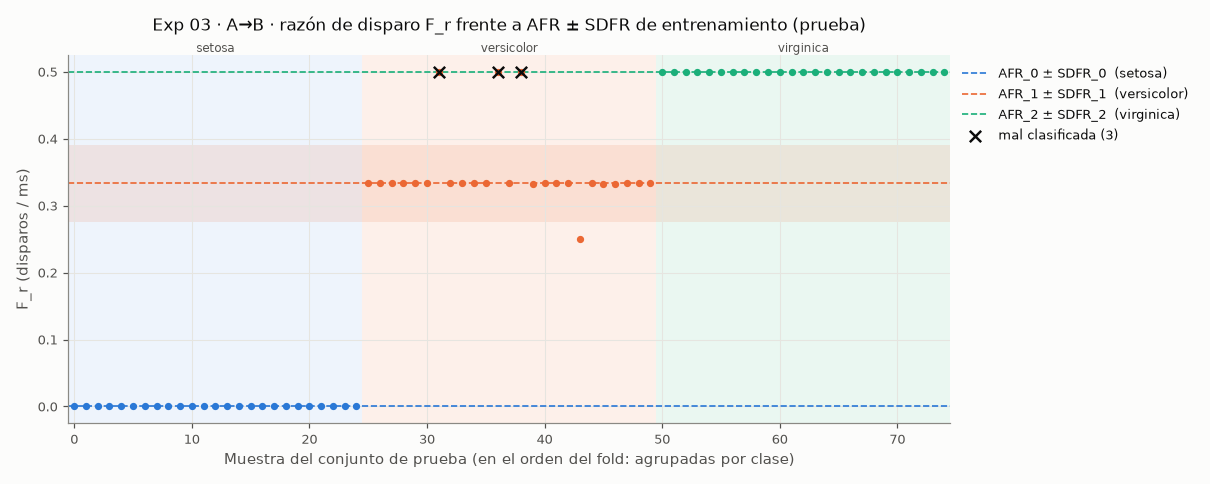 Exp 03 · A→B · razón de disparo F_r frente a AFR ± SDFR de entrenamiento (prueba)
setosa
versicolor
virginica
AFR_0 ± SDFR_0 (setosa)
AFR_1 ± SDFR_1 (versicolor)
AFR_2 ± SDFR_2 (virginica)
mal clasificada (3)
F_r (disparos / ms)
0.5
0.4
0.3
0.2
0.1
0.0
0 10 20 30 40 50 60 70
Muestra del conjunto de prueba (en el orden del fold: agrupadas por clase)